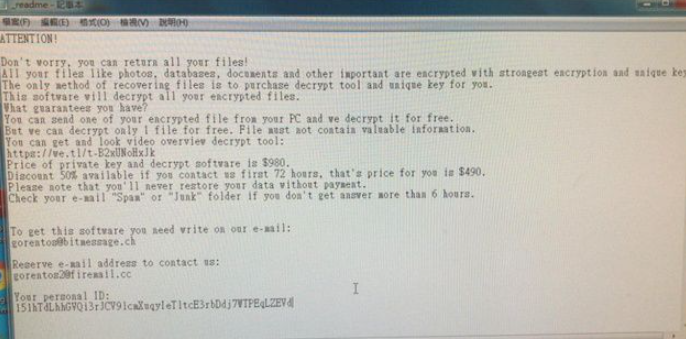 _readme - 記事本
檔案(F) 編輯(E) 格式(O) 檢視(V) 說明(H)
ATTENTION!
Don't worry, you can return all your files!
All your files like photos, databases, documents and other important are encrypted with strongest encryption and unique key
The only method of recovering files is to purchase decrypt tool and unique key for you.
This software will decrypt all your encrypted files.
What guarantees you have?
You can send one of your encrypted file from your PC and we decrypt it for free.
But we can decrypt only 1 file for free. File must not contain valuable information.
You can get and look video overview decrypt tool:
https://we.tl/t-B2xUNoHxJk
Price of private key and decrypt software is $980.
Discount 50% available if you contact us first 72 hours, that's price for you is $490.
Please note that you'll never restore your data without payment.
Check your e-mail "Spam" or "Junk" folder if you don't get answer more than 6 hours.
To get this software you need write on our e-mail:
gorentos@bitmessage.ch
Reserve e-mail address to contact us:
gorentos2@firemail.cc
Your personal ID: